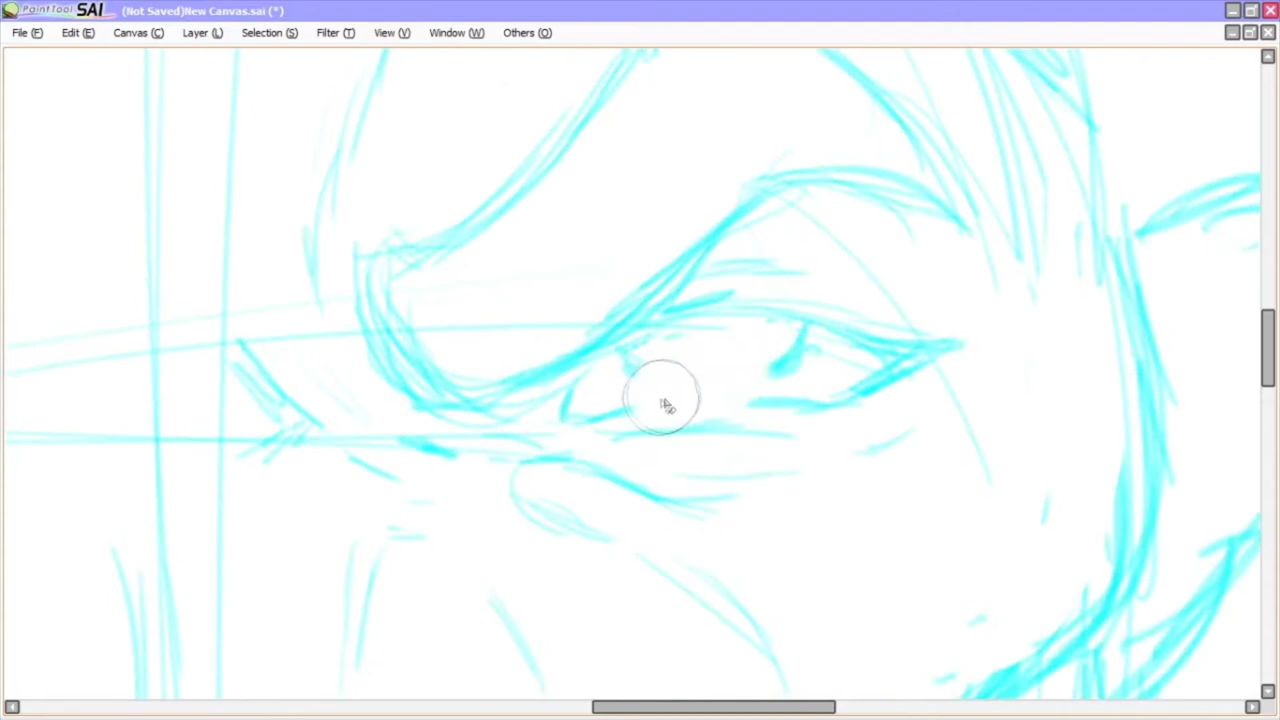 PaintTool SAI (Not Saved)New Canvas.sai (*)
File (F) Edit (E) Canvas (C) Layer (L) Selection (S) Filter (T) View (V) Window (W) Others (O)